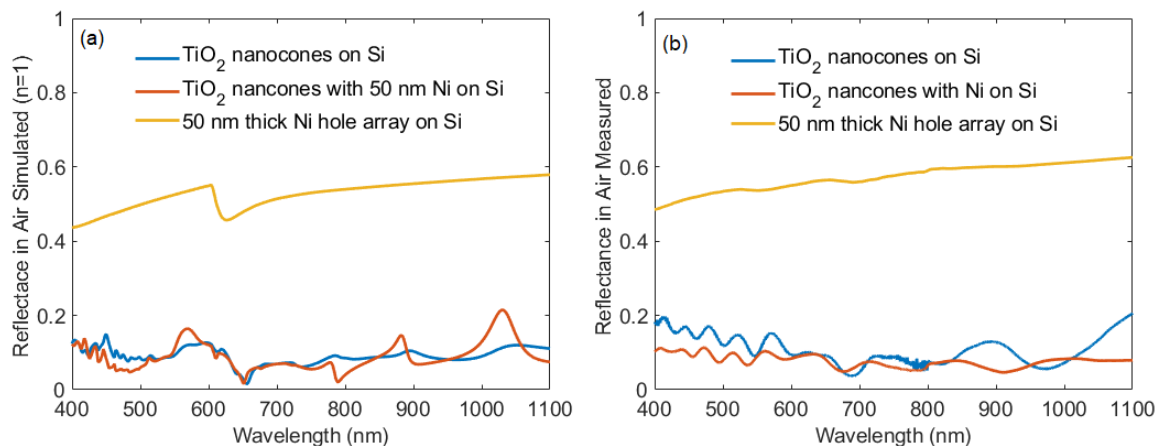 (a)
TiO2 nanocones on Si
TiO2 nancones with 50 nm Ni on Si
50 nm thick Ni hole array on Si
Reflectace in Air Simulated (n=1)
1
0.8
0.6
0.4
0.2
0
400 500 600 700 800 900 1000 1100
Wavelength (nm)
(b)
TiO2 nanocones on Si
TiO2 nancones with Ni on Si
50 nm thick Ni hole array on Si
Reflectance in Air Measured
1
0.8
0.6
0.4
0.2
0
400 500 600 700 800 900 1000 1100
Wavelength (nm)